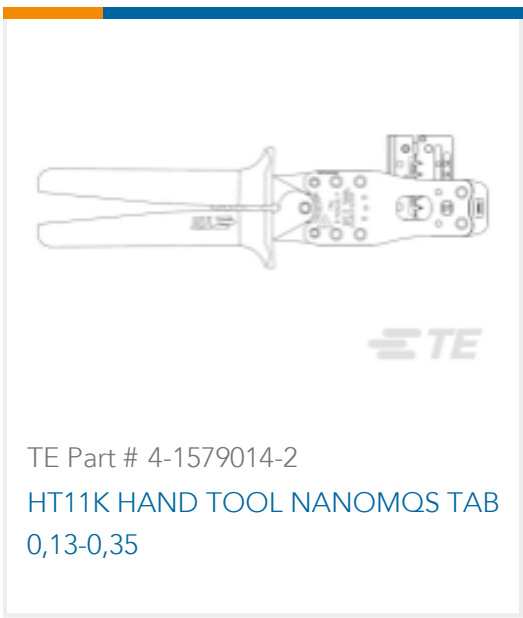 TE
TE Part # 4-1579014-2
HT11K HAND TOOL NANOMQS TAB
0,13-0,35